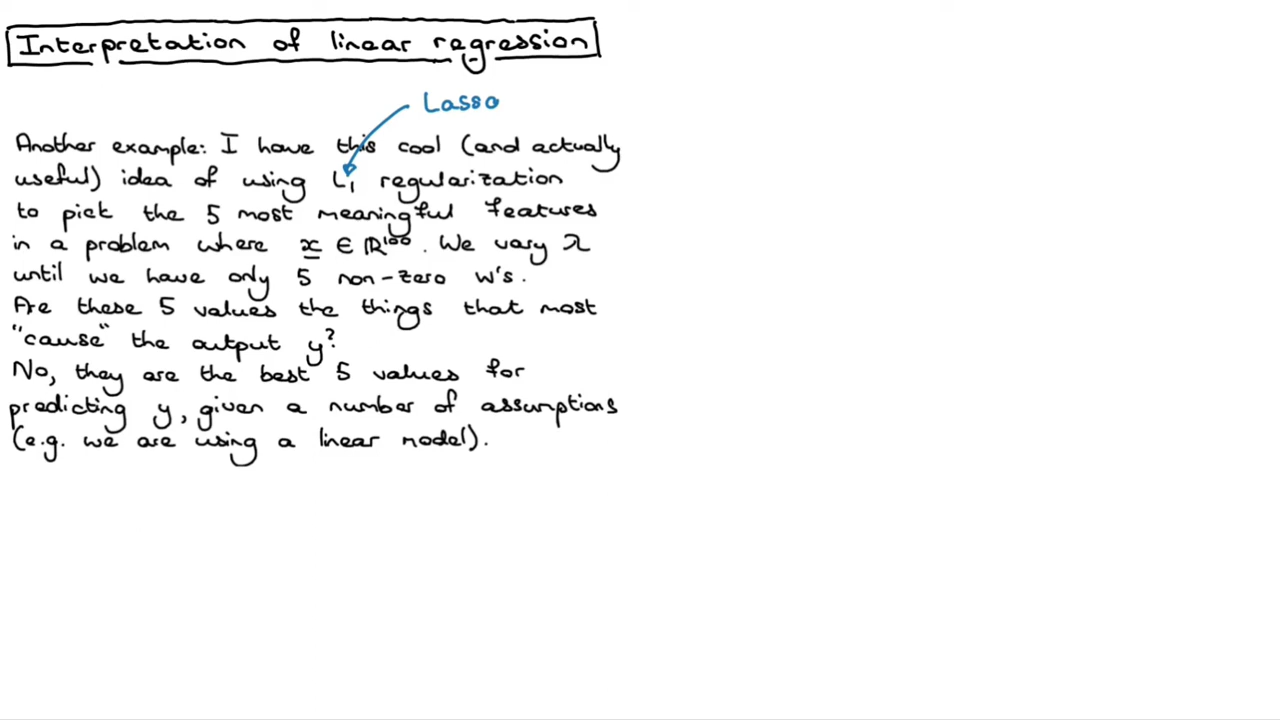 Interpretation of linear regression
Lasso
Another example: I have this cool (and actually
useful) idea of using L₁ regularization
to pick the 5 most meaningful features
in a problem where x ∈ ℝ¹⁰⁰. We vary λ
until we have only 5 non-zero w's.
Are these 5 values the things that most
"cause" the output y?
No, they are the best 5 values for
predicting y, given a number of assumptions
(e.g. we are using a linear model).